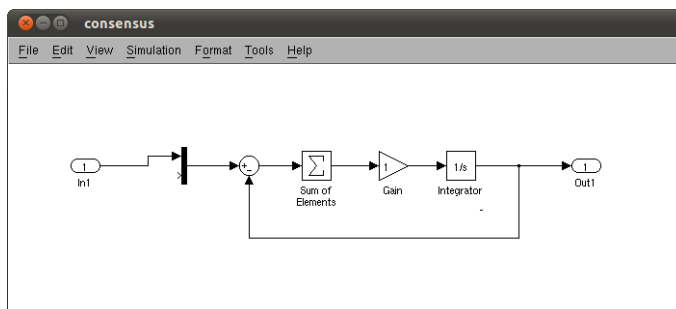 consensus
File Edit View Simulation Format Tools Help
1
In1
+
-
Sum of
Elements
1
Gain
1/s
Integrator
1
Out1